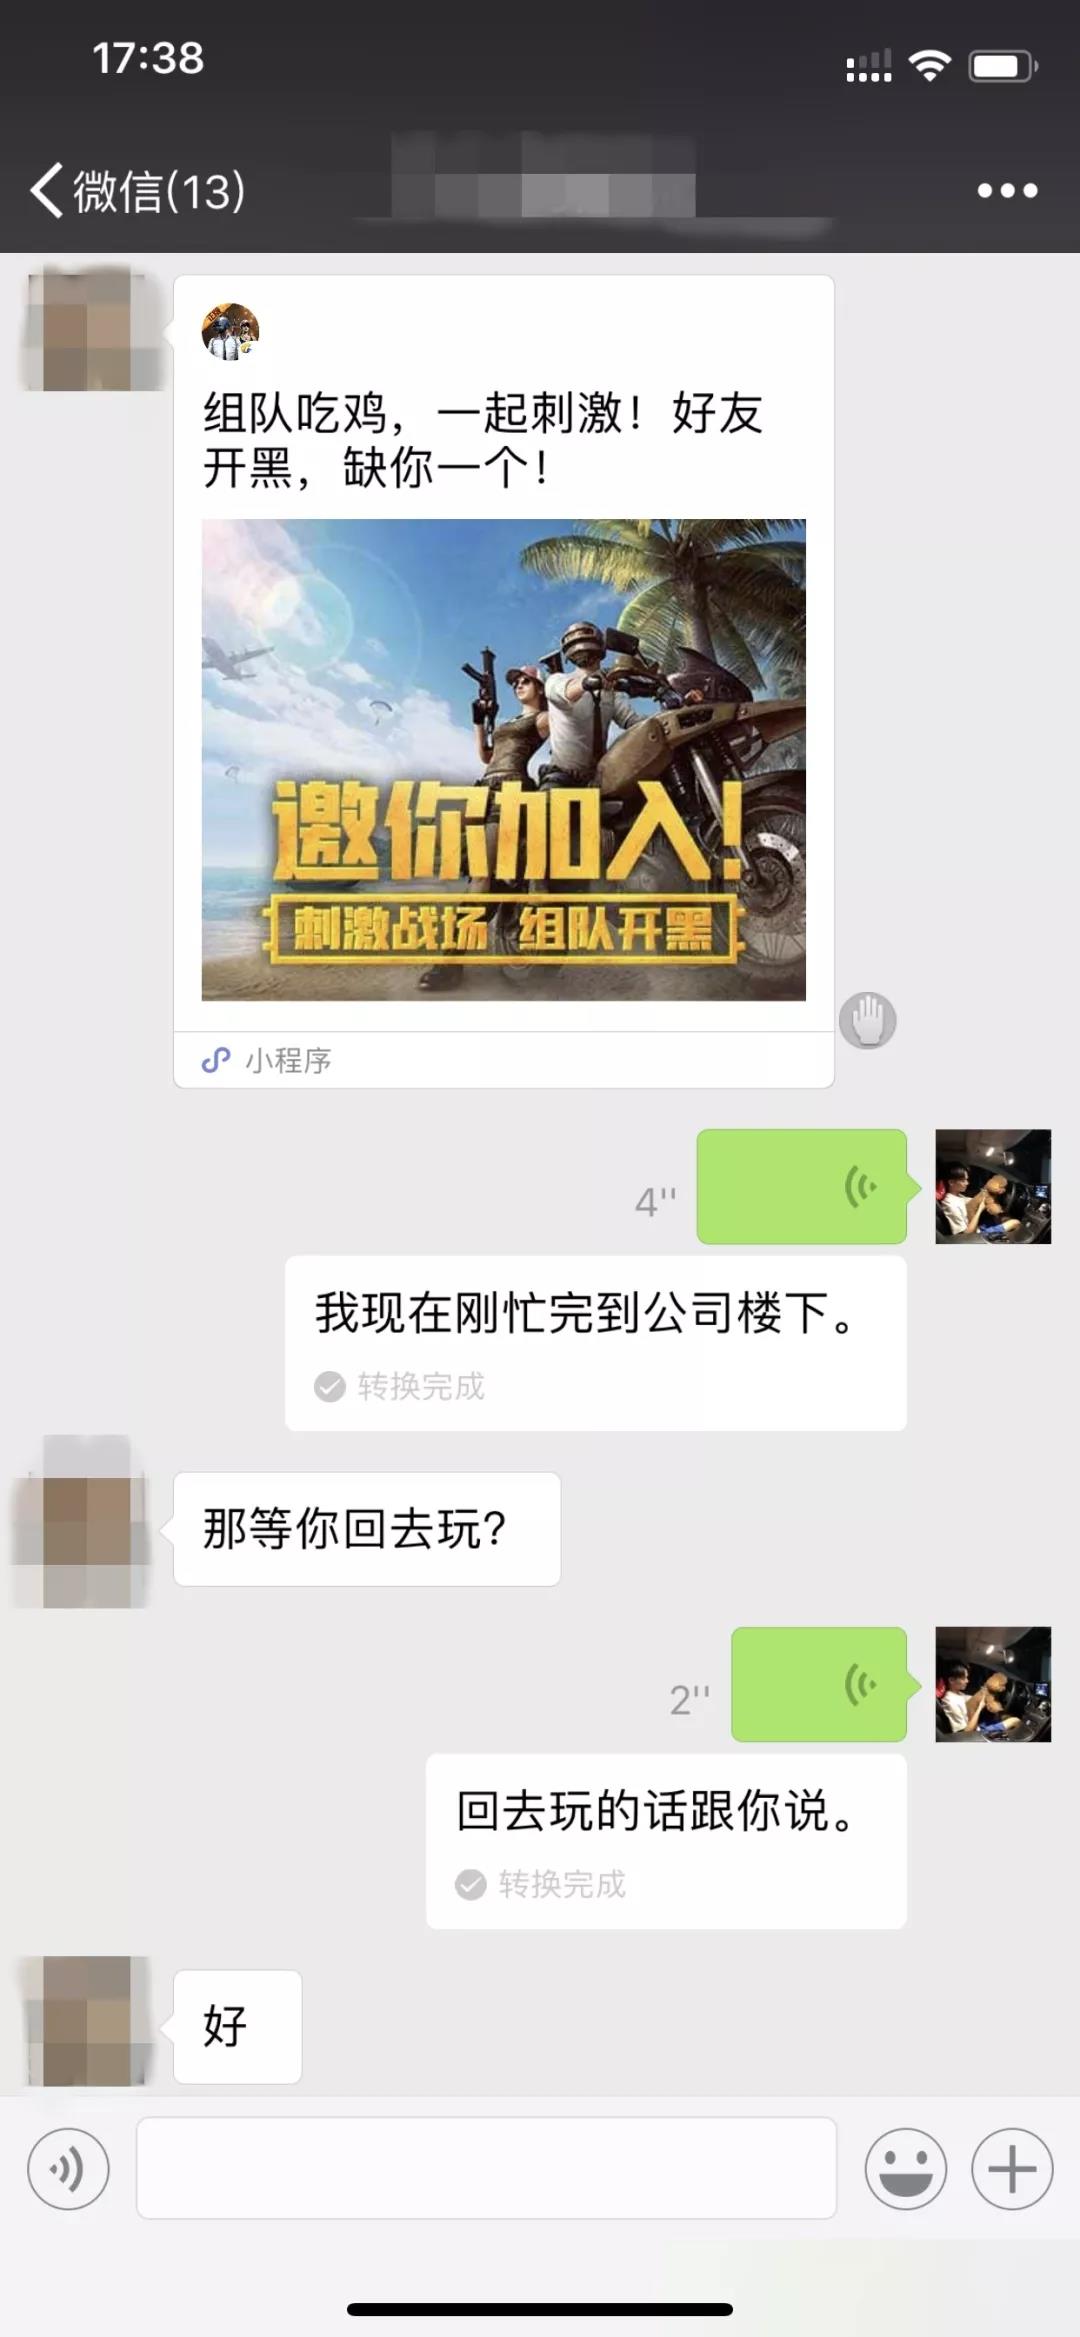 17:38
微信(13)
组队吃鸡，一起刺激！好友
开黑，缺你一个！
邀你加入！
刺激战场 组队开黑
小程序
4''
我现在刚忙完到公司楼下。
转换完成
那等你回去玩？
2''
回去玩的话跟你说。
转换完成
好